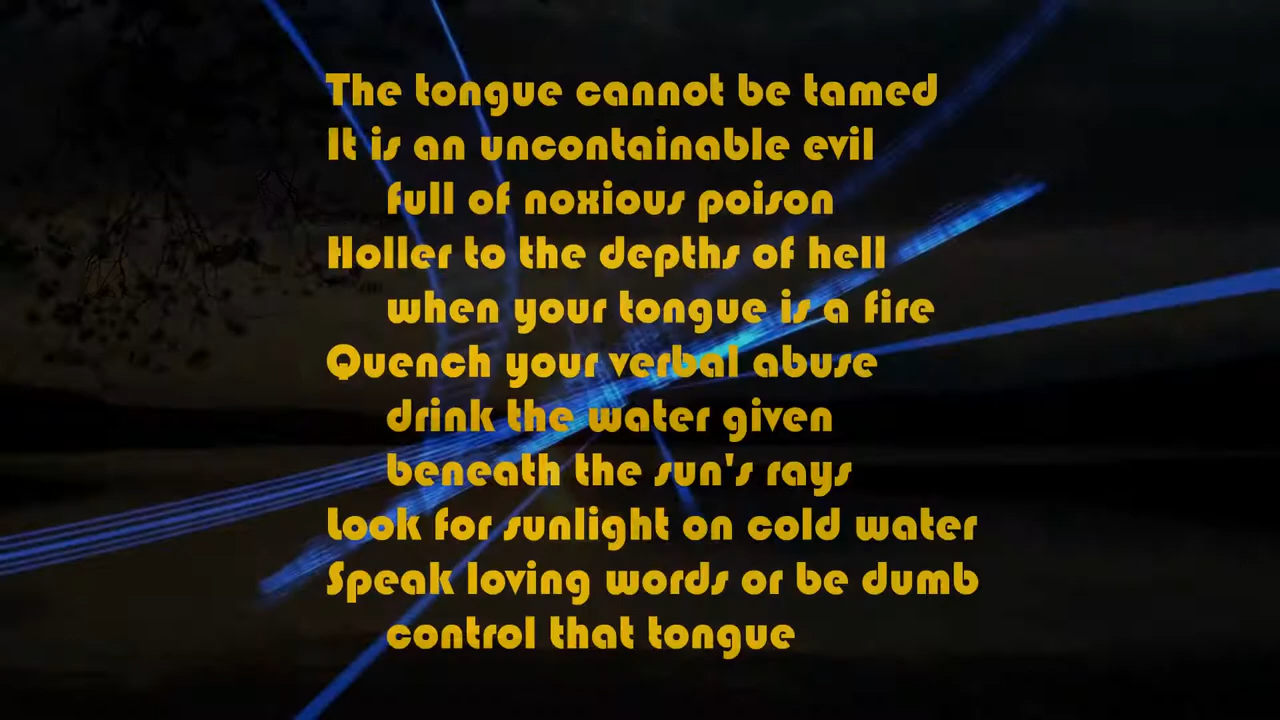 The tongue cannot be tamed
It is an uncontainable evil
full of noxious poison
Holler to the depths of hell
when your tongue is a fire
Quench your verbal abuse
drink the water given
beneath the sun's rays
Look for sunlight on cold water
Speak loving words or be dumb
control that tongue